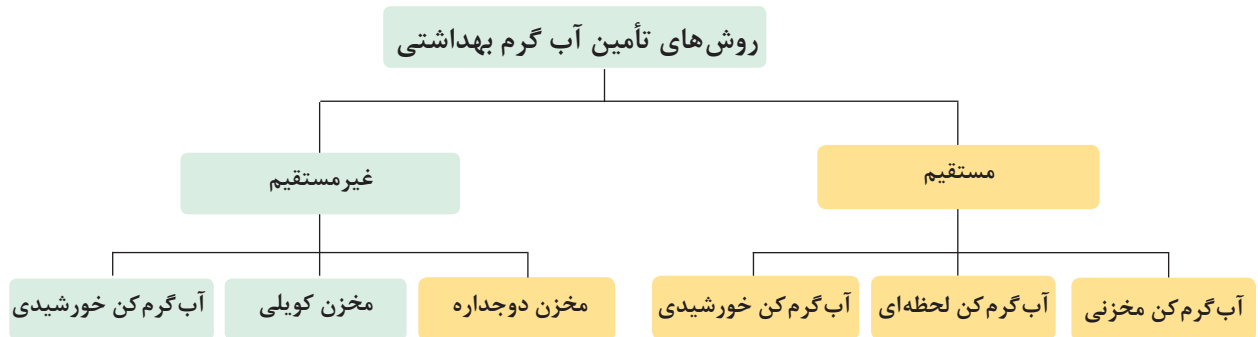 روش‌های تأمین آب گرم بهداشتی
مستقیم
غیرمستقیم
آب‌گرم‌کن مخزنی
آب‌گرم‌کن لحظه‌ای
آب‌گرم‌کن خورشیدی
مخزن دوجداره
مخزن کویلی
آب‌گرم‌کن خورشیدی